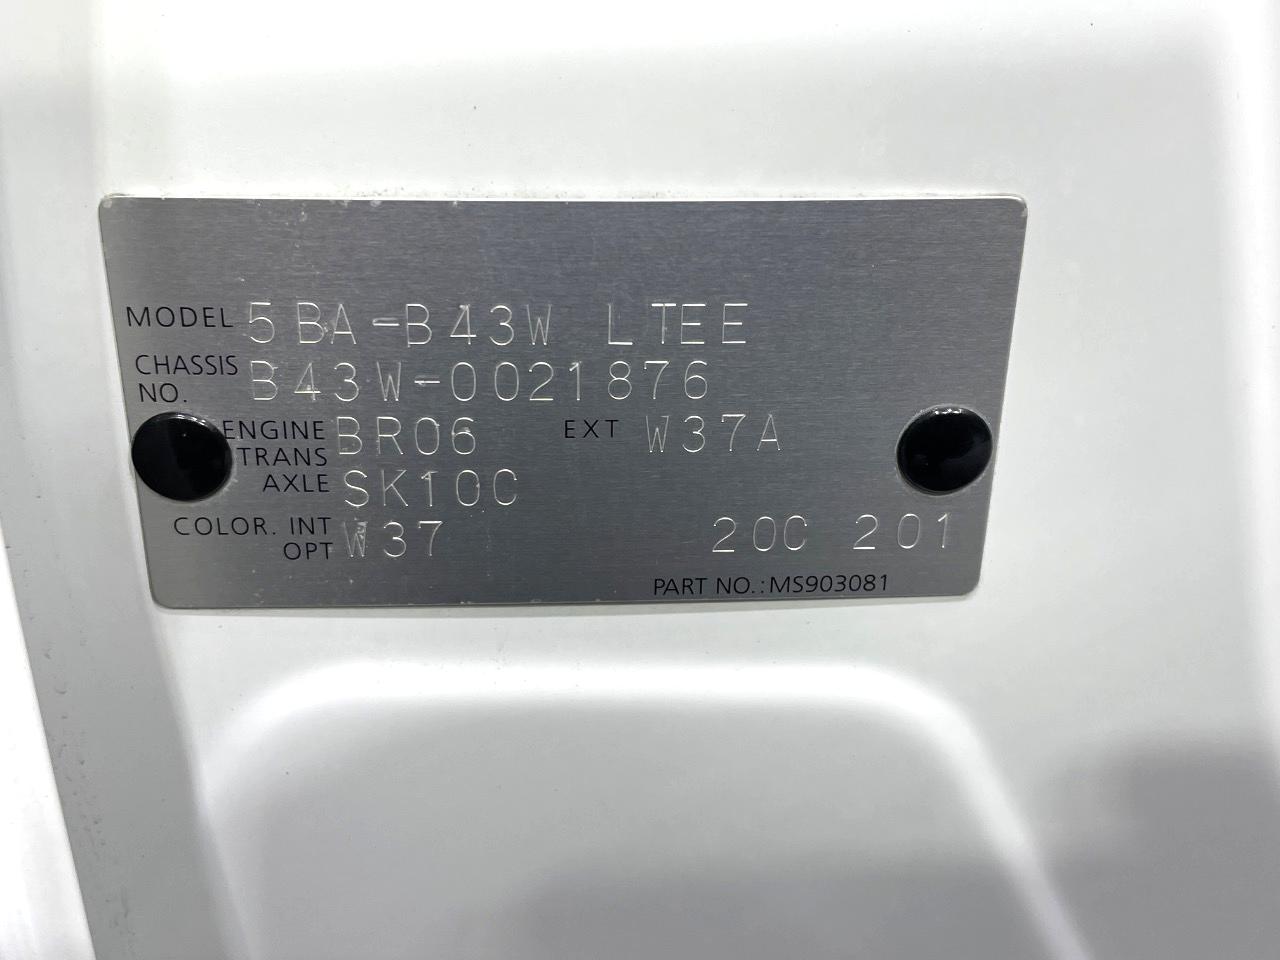 MODEL 5BA-B43W LTEE
CHASSIS NO. B43W-0021876
ENGINE BR06 EXT W37A
TRANS AXLE SK10C
COLOR. INT OPT W37 20C 201
PART NO.:MS903081